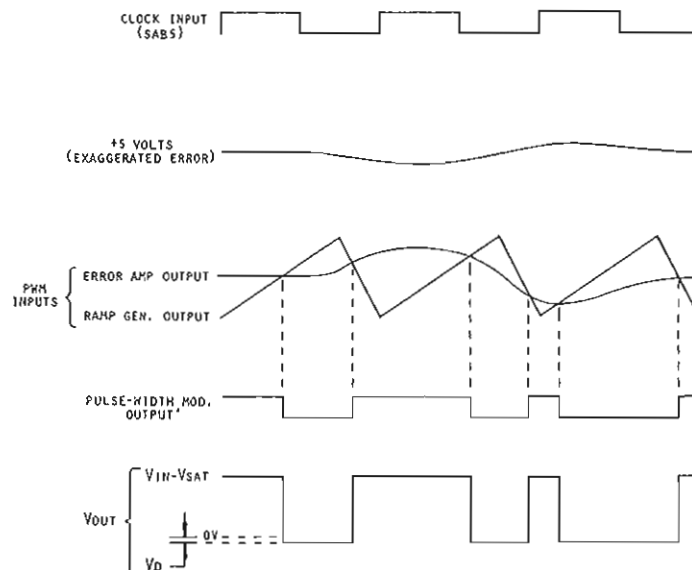 CLOCK INPUT
(SABS)
+5 VOLTS
(EXAGGERATED ERROR)
PWM
INPUTS
ERROR AMP OUTPUT
RAMP GEN. OUTPUT
PULSE-WIDTH MOD.
OUTPUT'
VIN-VSAT
VOUT
0V
VD